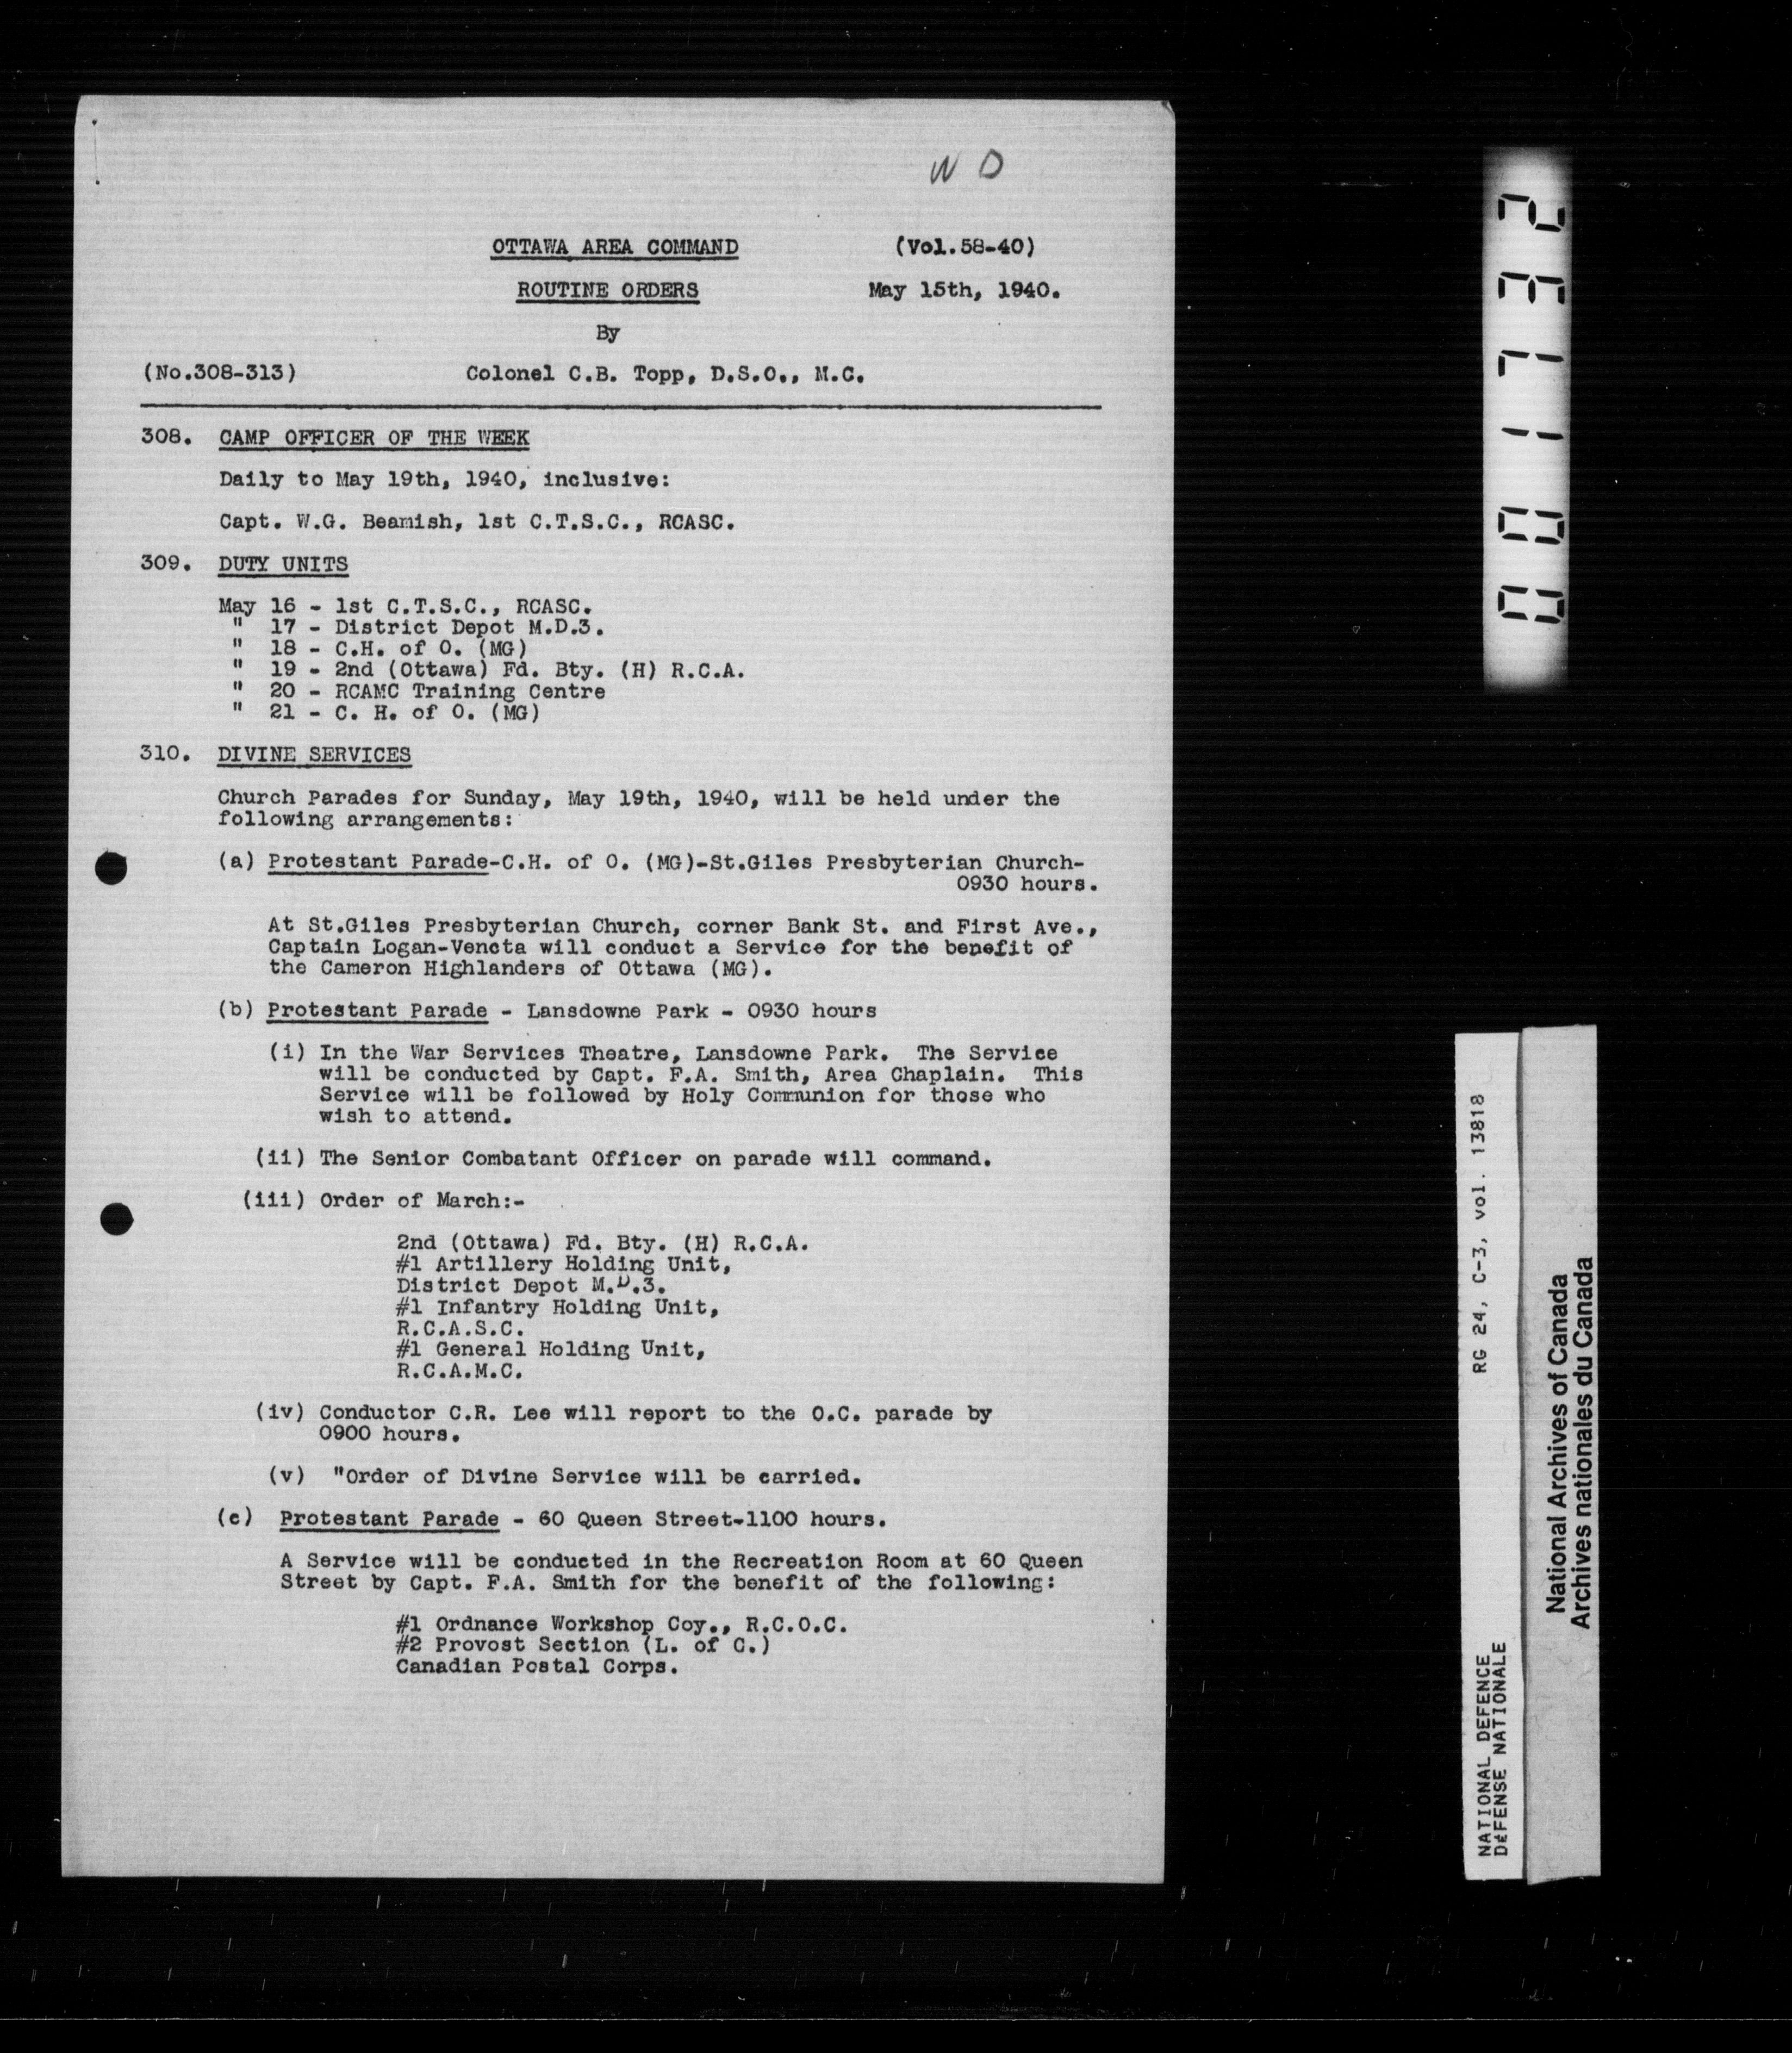 W D
OTTAWA AREA COMMAND (Vol.58-40)
ROUTINE ORDERS May 15th, 1940.
By
(No.308-313) Colonel C.B. Topp, D.S.O., M.C.
308. CAMP OFFICER OF THE WEEK
Daily to May 19th, 1940, inclusive:
Capt. W.G. Beamish, 1st C.T.S.C., RCASC.
309. DUTY UNITS
May 16 - 1st C.T.S.C., RCASC.
" 17 - District Depot M.D.3.
" 18 - C.H. of O. (MG)
" 19 - 2nd (Ottawa) Fd. Bty. (H) R.C.A.
" 20 - RCAMC Training Centre
" 21 - C. H. of O. (MG)
310. DIVINE SERVICES
Church Parades for Sunday, May 19th, 1940, will be held under the
following arrangements:
(a) Protestant Parade-C.H. of O. (MG)-St.Giles Presbyterian Church-
0930 hours.
At St.Giles Presbyterian Church, corner Bank St. and First Ave.,
Captain Logan-Vencta will conduct a Service for the benefit of
the Cameron Highlanders of Ottawa (MG).
(b) Protestant Parade - Lansdowne Park - 0930 hours
(i) In the War Services Theatre, Lansdowne Park. The Service
will be conducted by Capt. F.A. Smith, Area Chaplain. This
Service will be followed by Holy Communion for those who
wish to attend.
(ii) The Senior Combatant Officer on parade will command.
(iii) Order of March:-
2nd (Ottawa) Fd. Bty. (H) R.C.A.
#1 Artillery Holding Unit,
District Depot M.D.3.
#1 Infantry Holding Unit,
R.C.A.S.C.
#1 General Holding Unit,
R.C.A.M.C.
(iv) Conductor C.R. Lee will report to the O.C. parade by
0900 hours.
(v) "Order of Divine Service will be carried.
(c) Protestant Parade - 60 Queen Street-1100 hours.
A Service will be conducted in the Recreation Room at 60 Queen
Street by Capt. F.A. Smith for the benefit of the following:
#1 Ordnance Workshop Coy., R.C.O.C.
#2 Provost Section (L. of C.)
Canadian Postal Corps.
NATIONAL DEFENCE RG 24, C-3, vol. 13818
DÉFENSE NATIONALE
National Archives of Canada
Archives nationales du Canada